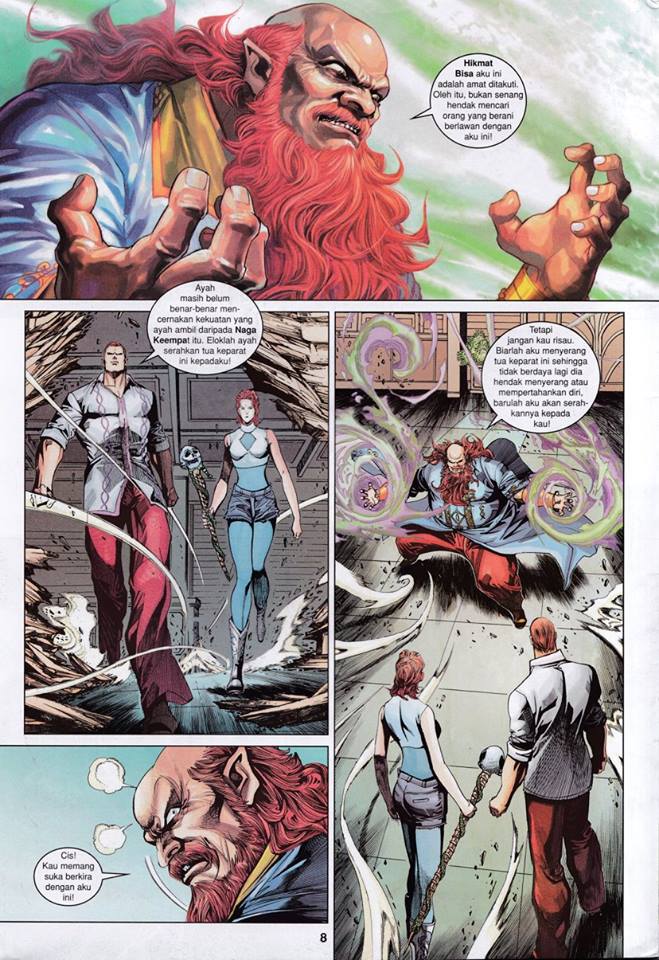 Hikmat
Bisa aku ini
adalah amat ditakuti.
Oleh itu, bukan senang
hendak mencari
orang yang berani
berlawan dengan
aku ini!
Ayah
masih belum
benar-benar men-
cernakan kekuatan yang
ayah ambil daripada Naga
Keempat itu. Eloklah ayah
serahkan tua keparat
ini kepadaku!
Tetapi
jangan kau risau.
Biarlah aku menyerang
tua keparat ini sehingga
tidak berdaya lagi dia
hendak menyerang atau
mempertahankan diri,
barulah aku akan serah-
kannya kepada
kau!
Cis!
Kau memang
suka berkira
dengan aku
ini!
8